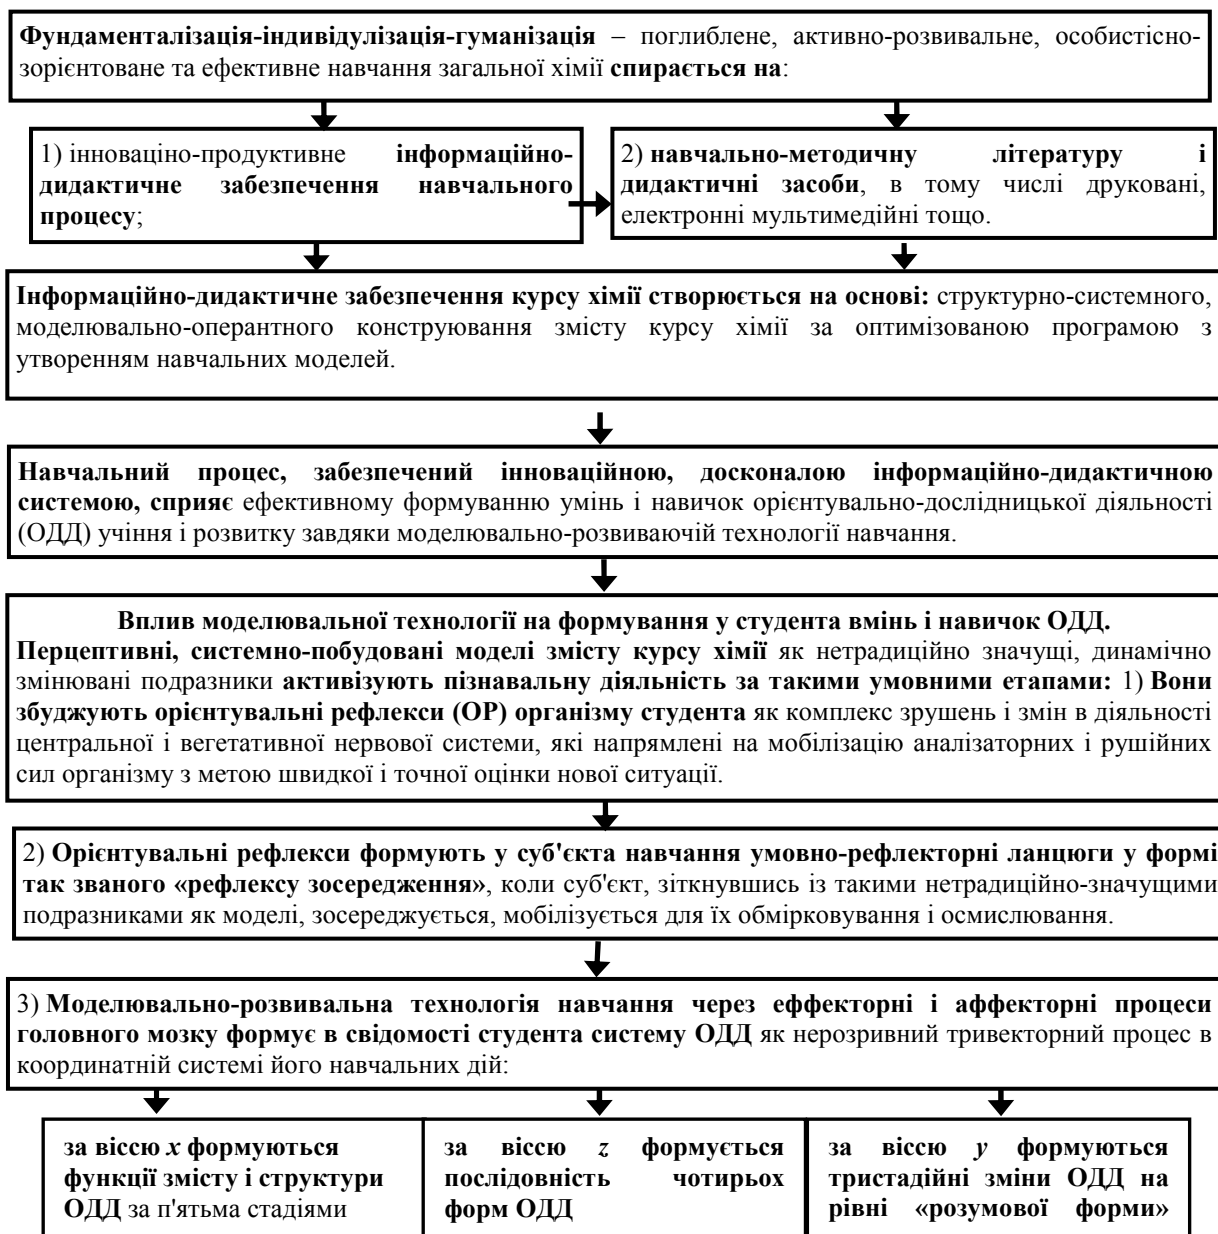 Фундаменталізація-індивідулізація-гуманізація – поглиблене, активно-розвивальне, особистісно-
зорієнтоване та ефективне навчання загальної хімії спирається на:
1) інноваціно-продуктивне інформаційно-
дидактичне забезпечення навчального
процесу;
2) навчально-методичну літературу і
дидактичні засоби, в тому числі друковані,
електронні мультимедійні тощо.
Інформаційно-дидактичне забезпечення курсу хімії створюється на основі: структурно-системного,
моделювально-оперантного конструювання змісту курсу хімії за оптимізованою програмою з
утворенням навчальних моделей.
Навчальний процес, забезпечений інноваційною, досконалою інформаційно-дидактичною
системою, сприяє ефективному формуванню умінь і навичок орієнтувально-дослідницької діяльності
(ОДД) учіння і розвитку завдяки моделювально-розвиваючій технології навчання.
Вплив моделювальної технології на формування у студента вмінь і навичок ОДД.
Перцептивні, системно-побудовані моделі змісту курсу хімії як нетрадиційно значущі, динамічно
змінювані подразники активізують пізнавальну діяльність за такими умовними етапами: 1) Вони
збуджують орієнтувальні рефлекси (ОР) організму студента як комплекс зрушень і змін в діяльності
центральної і вегетативної нервової системи, які напрямлені на мобілізацію аналізаторних і рушійних
сил організму з метою швидкої і точної оцінки нової ситуації.
2) Орієнтувальні рефлекси формують у суб'єкта навчання умовно-рефлекторні ланцюги у формі
так званого «рефлексу зосередження», коли суб'єкт, зіткнувшись із такими нетрадиційно-значущими
подразниками як моделі, зосереджується, мобілізується для їх обмірковування і осмислювання.
3) Моделювально-розвивальна технологія навчання через еффекторні і аффекторні процеси
головного мозку формує в свідомості студента систему ОДД як нерозривний тривекторний процес в
координатній системі його навчальних дій:
за віссю x формуються
функції змісту і структури
ОДД за п'ятьма стадіями
за віссю z формується
послідовність чотирьох
форм ОДД
за віссю y формуються
тристадійні зміни ОДД на
рівні «розумової форми»